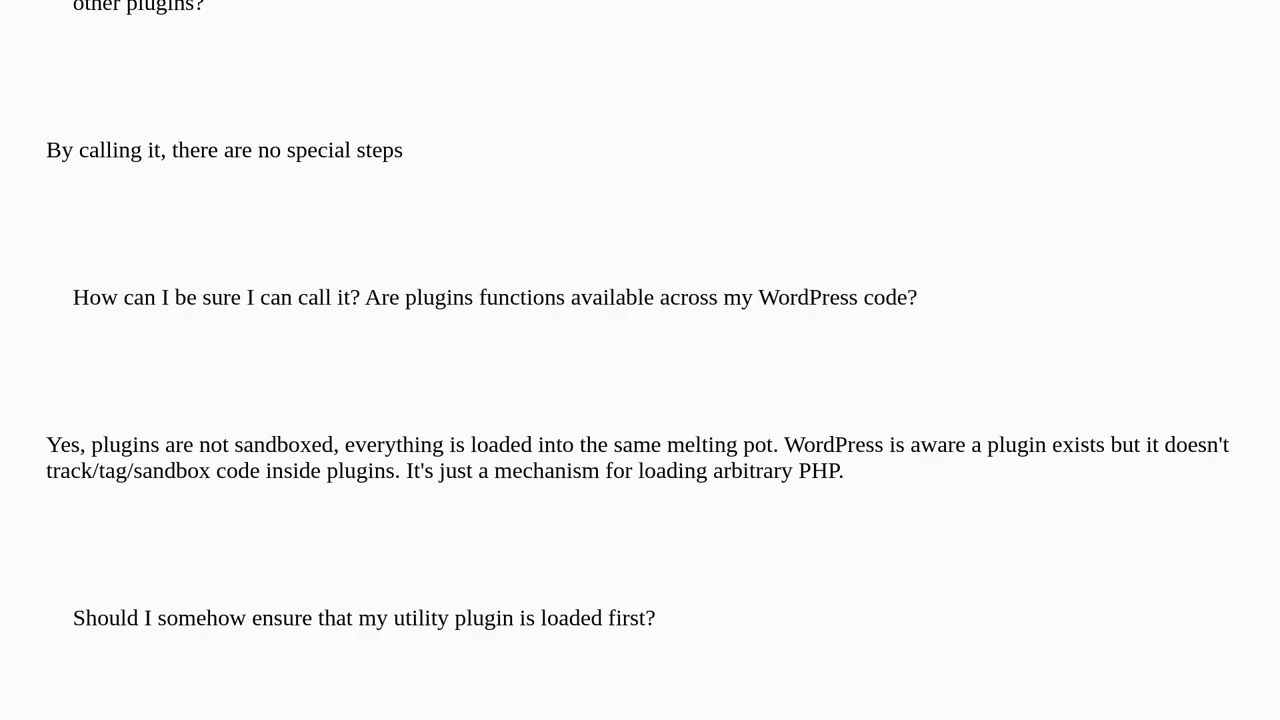 other plugins?
By calling it, there are no special steps
How can I be sure I can call it? Are plugins functions available across my WordPress code?
Yes, plugins are not sandboxed, everything is loaded into the same melting pot. WordPress is aware a plugin exists but it doesn't
track/tag/sandbox code inside plugins. It's just a mechanism for loading arbitrary PHP.
Should I somehow ensure that my utility plugin is loaded first?